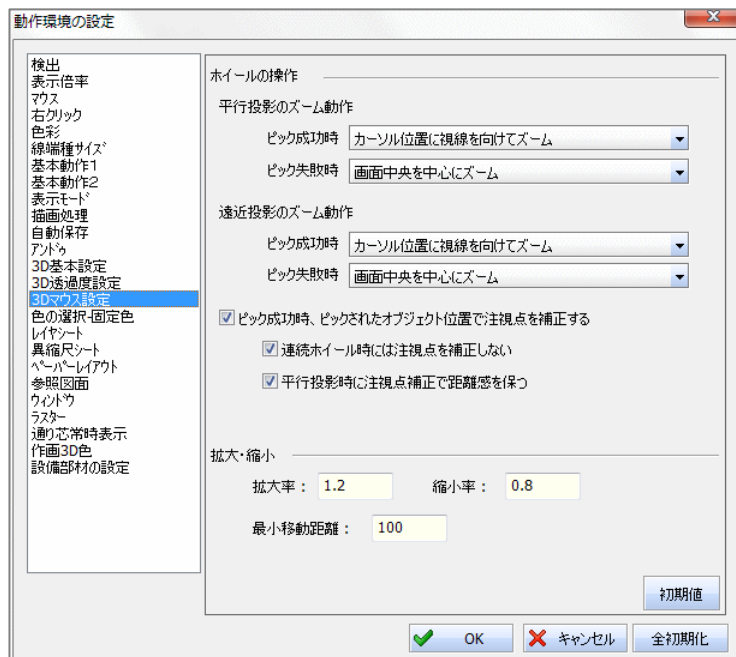 動作環境の設定
検出
表示倍率
マウス
右クリック
色彩
線端種サイズ
基本動作1
基本動作2
表示モード
描画処理
自動保存
アンドゥ
3D基本設定
3D透過度設定
3Dマウス設定
色の選択-固定色
レイヤシート
異縮尺シート
ペーパーレイアウト
参照図面
ウィンドウ
ラスター
通り芯常時表示
作画3D色
設備部材の設定
ホイールの操作
平行投影のズーム動作
ピック成功時 カーソル位置に視線を向けてズーム
ピック失敗時 画面中央を中心にズーム
遠近投影のズーム動作
ピック成功時 カーソル位置に視線を向けてズーム
ピック失敗時 画面中央を中心にズーム
ピック成功時、ピックされたオブジェクト位置で注視点を補正する
連続ホイール時には注視点を補正しない
平行投影時に注視点補正で距離感を保つ
拡大・縮小
拡大率： 1.2 縮小率： 0.8
最小移動距離： 100
初期値
OK キャンセル 全初期化